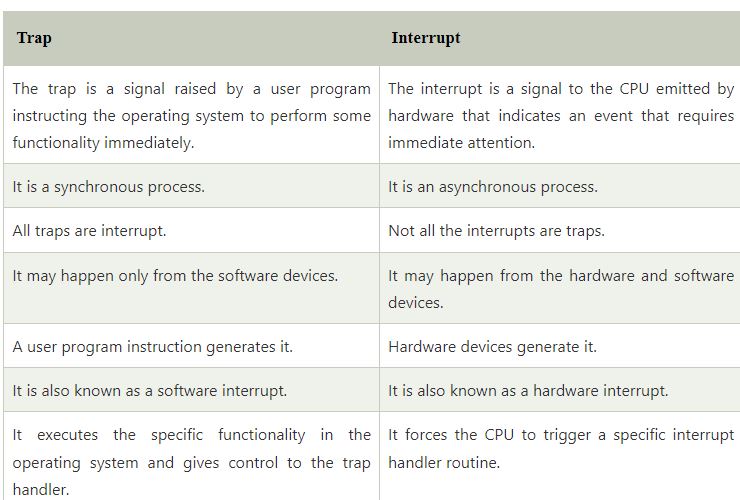 Trap
Interrupt
The trap is a signal raised by a user program
instructing the operating system to perform some
functionality immediately.
The interrupt is a signal to the CPU emitted by
hardware that indicates an event that requires
immediate attention.
It is a synchronous process.
It is an asynchronous process.
All traps are interrupt.
Not all the interrupts are traps.
It may happen only from the software devices.
It may happen from the hardware and software
devices.
A user program instruction generates it.
Hardware devices generate it.
It is also known as a software interrupt.
It is also known as a hardware interrupt.
It executes the specific functionality in the
operating system and gives control to the trap
handler.
It forces the CPU to trigger a specific interrupt
handler routine.